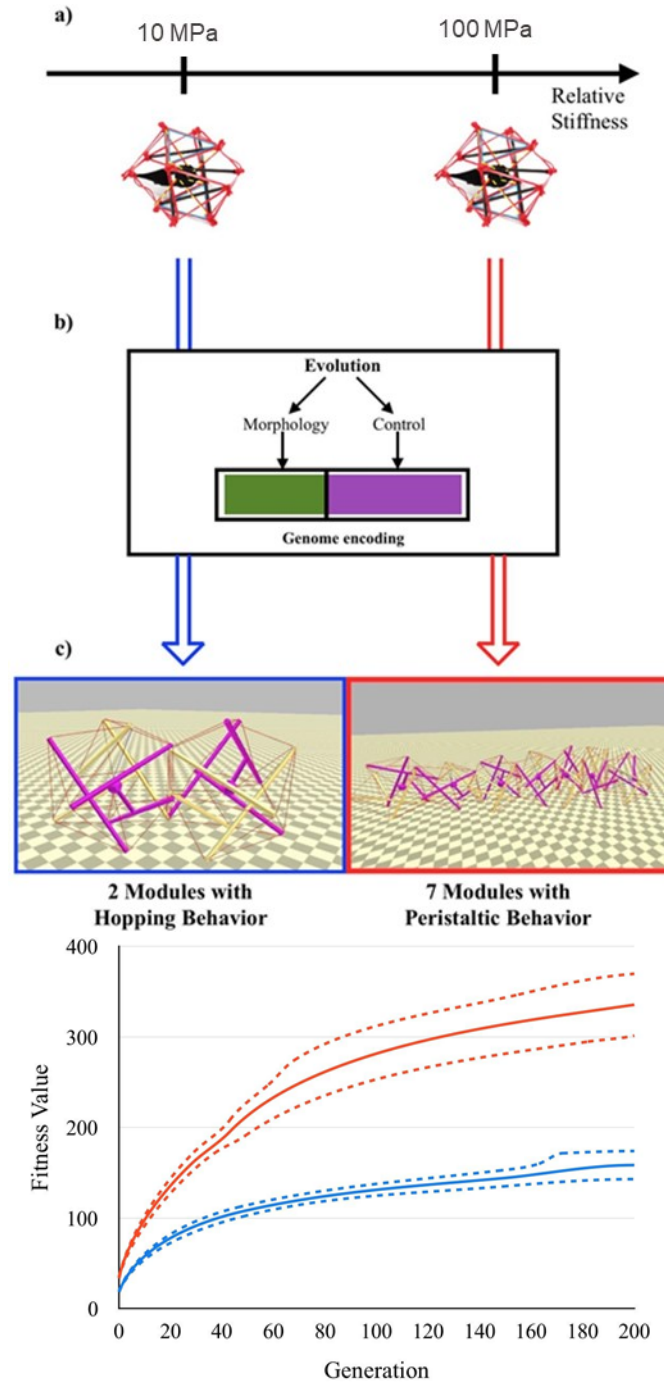 a)
10 MPa
100 MPa
Relative
Stiffness
b)
Evolution
Morphology Control
Genome encoding
c)
2 Modules with
Hopping Behavior
7 Modules with
Peristaltic Behavior
400
300
200
100
0
Fitness Value
0 20 40 60 80 100 120 140 160 180 200
Generation